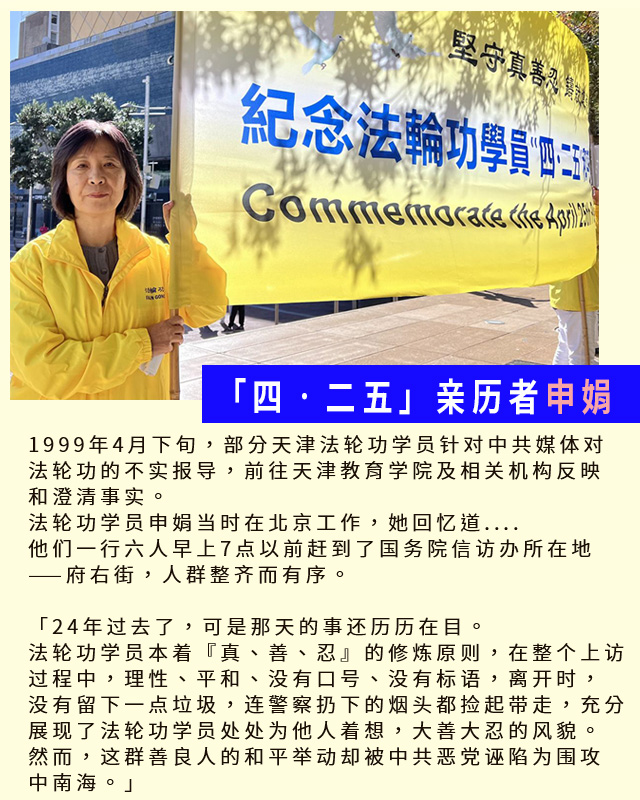 堅守真善忍
紀念法輪功學員“四·二五”
Commemorate the April 25th
「四·二五」亲历者申娟
1999年4月下旬，部分天津法轮功学员针对中共媒体对
法轮功的不实报导，前往天津教育学院及相关机构反映
和澄清事实。
法轮功学员申娟当时在北京工作，她回忆道....
他们一行六人早上7点以前赶到了国务院信访办所在地
——府右街，人群整齐而有序。
「24年过去了，可是那天的事还历历在目。
法轮功学员本着『真、善、忍』的修炼原则，在整个上访
过程中，理性、平和、没有口号、没有标语，离开时，
没有留下一点垃圾，连警察扔下的烟头都捡起带走，充分
展现了法轮功学员处处为他人着想，大善大忍的风貌。
然而，这群善良人的和平举动却被中共恶党诬陷为围攻
中南海。」